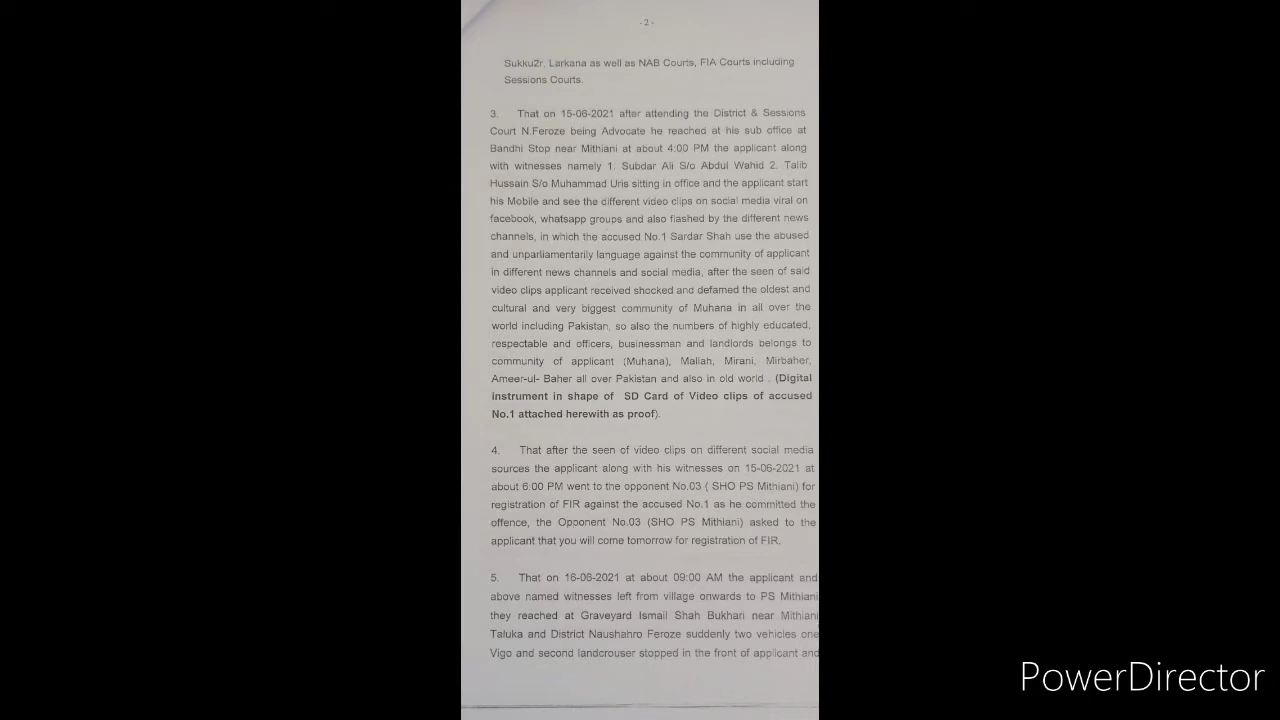 - 2 -
Sukku2r, Larkana as well as NAB Courts, FIA Courts including
Sessions Courts.
3. That on 15-06-2021 after attending the District & Sessions
Court N.Feroze being Advocate he reached at his sub office at
Bandhi Stop near Mithiani at about 4:00 PM the applicant along
with witnesses namely 1. Subdar Ali S/o Abdul Wahid 2. Talib
Hussain S/o Muhammad Uris sitting in office and the applicant start
his Mobile and see the different video clips on social media viral on
facebook, whatsapp groups and also flashed by the different news
channels, in which the accused No.1 Sardar Shah use the abused
and unparliamentarily language against the community of applicant
in different news channels and social media, after the seen of said
video clips applicant received shocked and defamed the oldest and
cultural and very biggest community of Muhana in all over the
world including Pakistan, so also the numbers of highly educated,
respectable and officers, businessman and landlords belongs to
community of applicant (Muhana), Mallah, Mirani, Mirbaher,
Ameer-ul- Baher all over Pakistan and also in old world . (Digital
instrument in shape of SD Card of Video clips of accused
No.1 attached herewith as proof).
4. That after the seen of video clips on different social media
sources the applicant along with his witnesses on 15-06-2021 at
about 6:00 PM went to the opponent No.03 ( SHO PS Mithiani) for
registration of FIR against the accused No.1 as he committed the
offence, the Opponent No.03 (SHO PS Mithiani) asked to the
applicant that you will come tomorrow for registration of FIR.
5. That on 16-06-2021 at about 09:00 AM the applicant and
above named witnesses left from village onwards to PS Mithiani
they reached at Graveyard Ismail Shah Bukhari near Mithiani
Taluka and District Naushahro Feroze suddenly two vehicles one
Vigo and second landcrouser stopped in the front of applicant and
PowerDirector